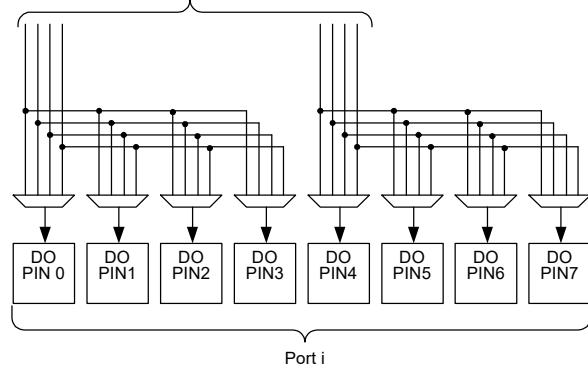 DO
PIN 0
DO
PIN1
DO
PIN2
DO
PIN3
DO
PIN4
DO
PIN5
DO
PIN6
DO
PIN7
Port i